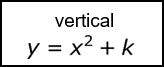 vertical
y = x² + k